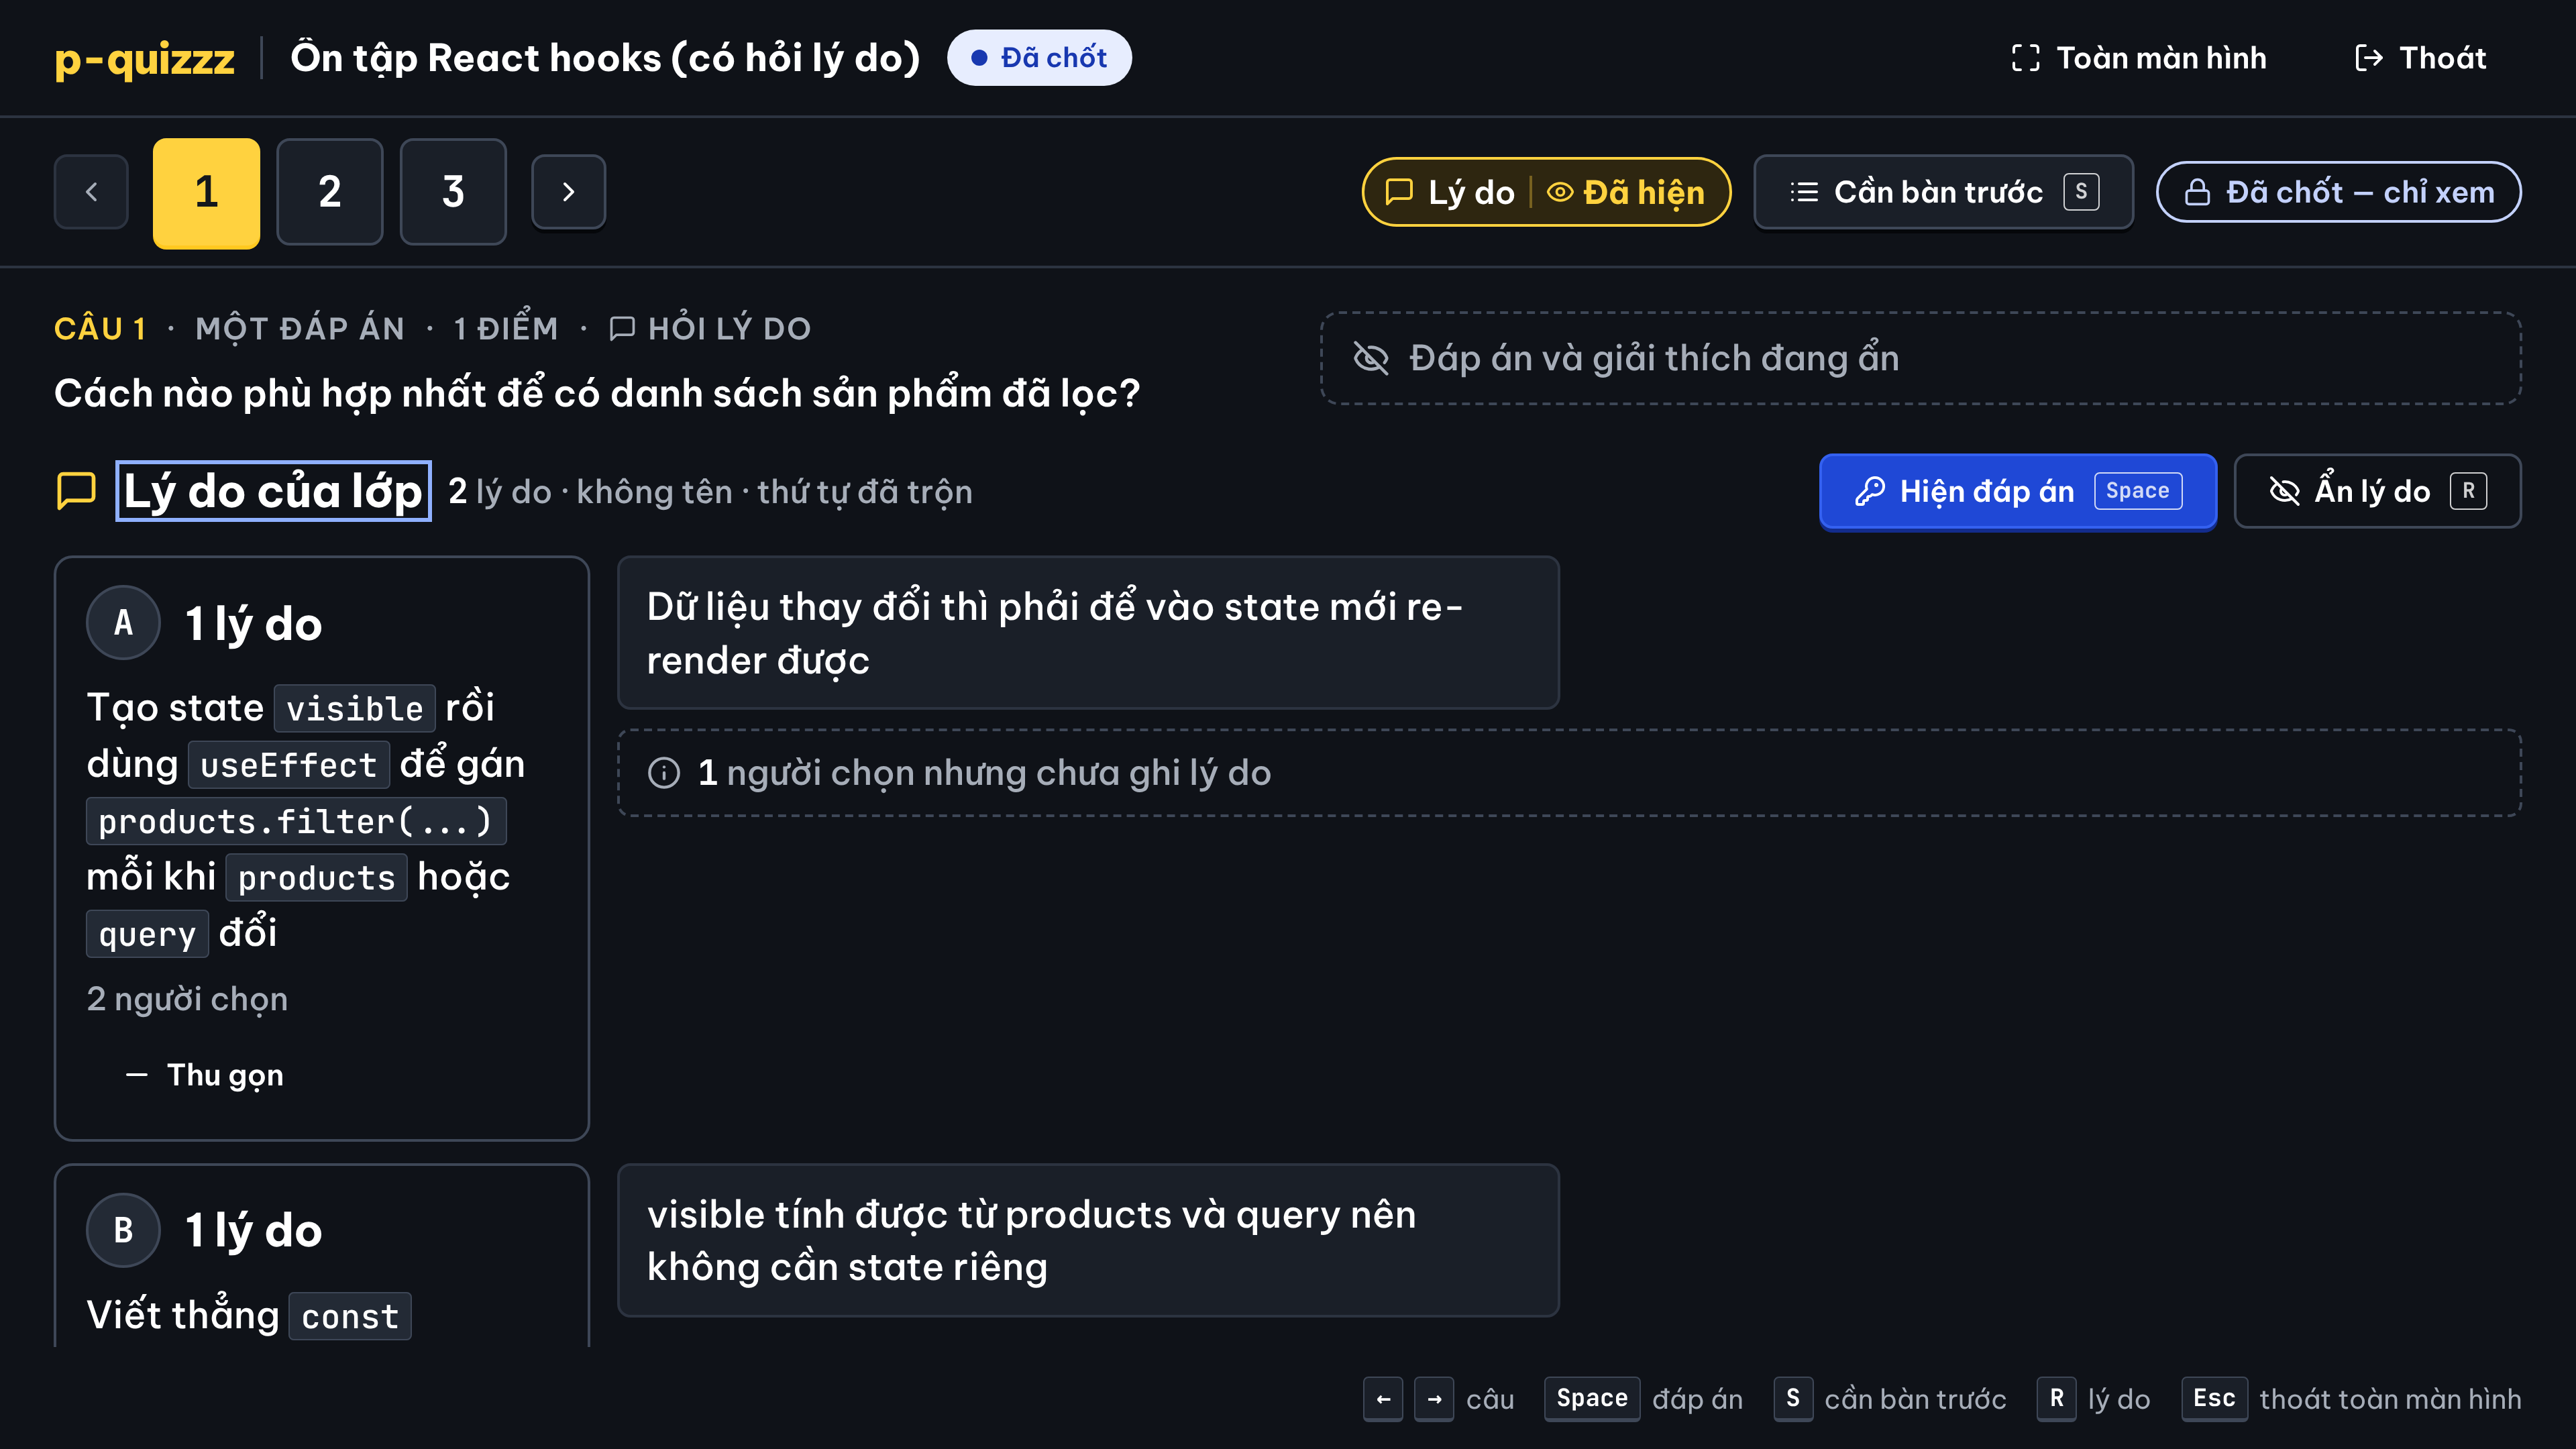 p-quizzz
Ôn tập React hooks (có hỏi lý do)
Đã chốt
Toàn màn hình
Thoát
1
2
3
Lý do
Đã hiện
Cần bàn trước S
Đã chốt – chỉ xem
CÂU 1 · MỘT ĐÁP ÁN · 1 ĐIỂM · HỎI LÝ DO
Cách nào phù hợp nhất để có danh sách sản phẩm đã lọc?
Đáp án và giải thích đang ẩn
Lý do của lớp
2 lý do · không tên · thứ tự đã trộn
Hiện đáp án Space
Ẩn lý do R
A 1 lý do
Tạo state visible rồi
dùng useEffect để gán
products.filter(...)
mỗi khi products hoặc
query đổi
2 người chọn
Thu gọn
Dữ liệu thay đổi thì phải để vào state mới re-
render được
1 người chọn nhưng chưa ghi lý do
B 1 lý do
Viết thẳng const
visible tính được từ products và query nên
không cần state riêng
← → câu Space đáp án S cần bàn trước R lý do Esc thoát toàn màn hình